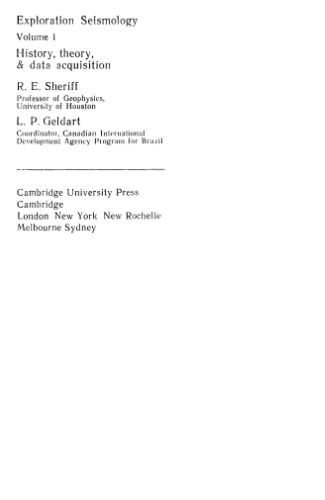 Exploration Seismology
Volume 1
History, theory,
& data acquisition
R. E. Sheriff
Professor of Geophysics,
University of Houston
L. P. Geldart
Coordinator, Canadian International
Development Agency Program for Brazil
Cambridge University Press
Cambridge
London New York New Rochelle
Melbourne Sydney